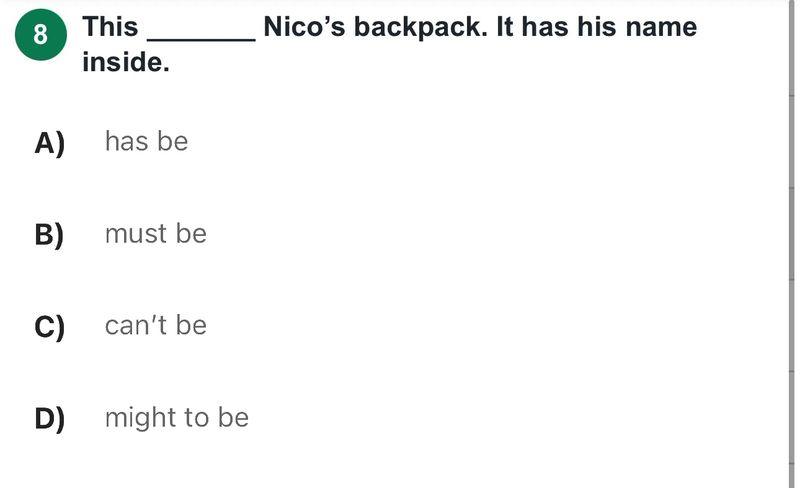 8 This _______ Nico’s backpack. It has his name
inside.
A) has be
B) must be
C) can't be
D) might to be